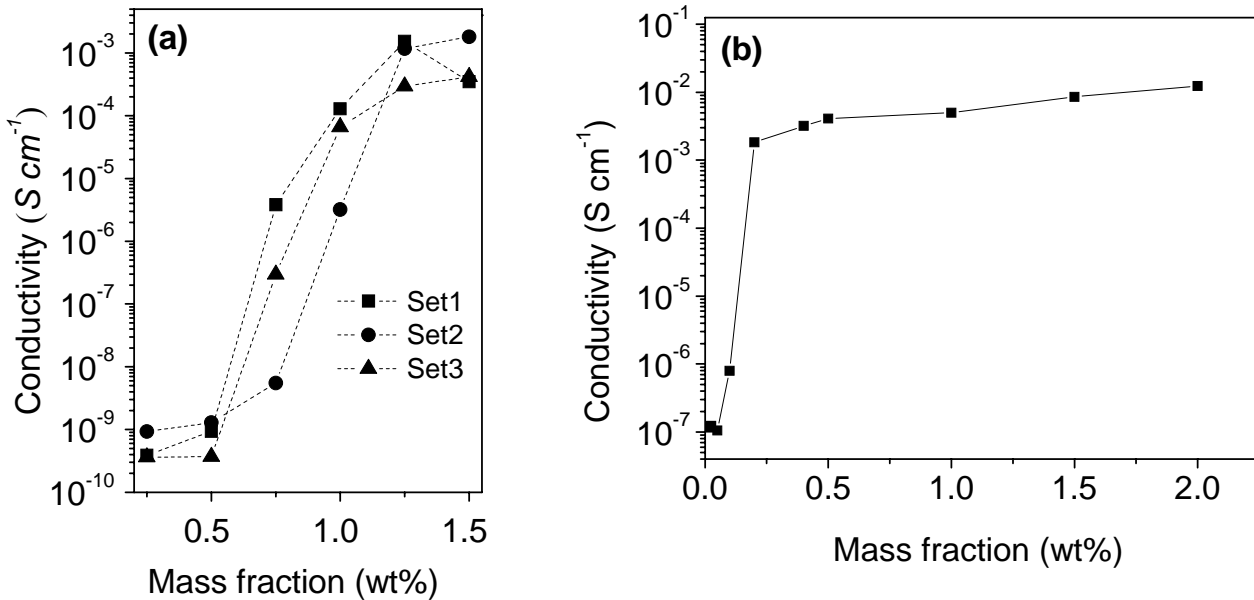 (a)
10⁻³
10⁻⁴
10⁻⁵
10⁻⁶
10⁻⁷
10⁻⁸
10⁻⁹
10⁻¹⁰
Conductivity (S cm⁻¹)
Set1
Set2
Set3
0.5 1.0 1.5
Mass fraction (wt%)
(b)
10⁻¹
10⁻²
10⁻³
10⁻⁴
10⁻⁵
10⁻⁶
10⁻⁷
Conductivity (S cm⁻¹)
0.0 0.5 1.0 1.5 2.0
Mass fraction (wt%)